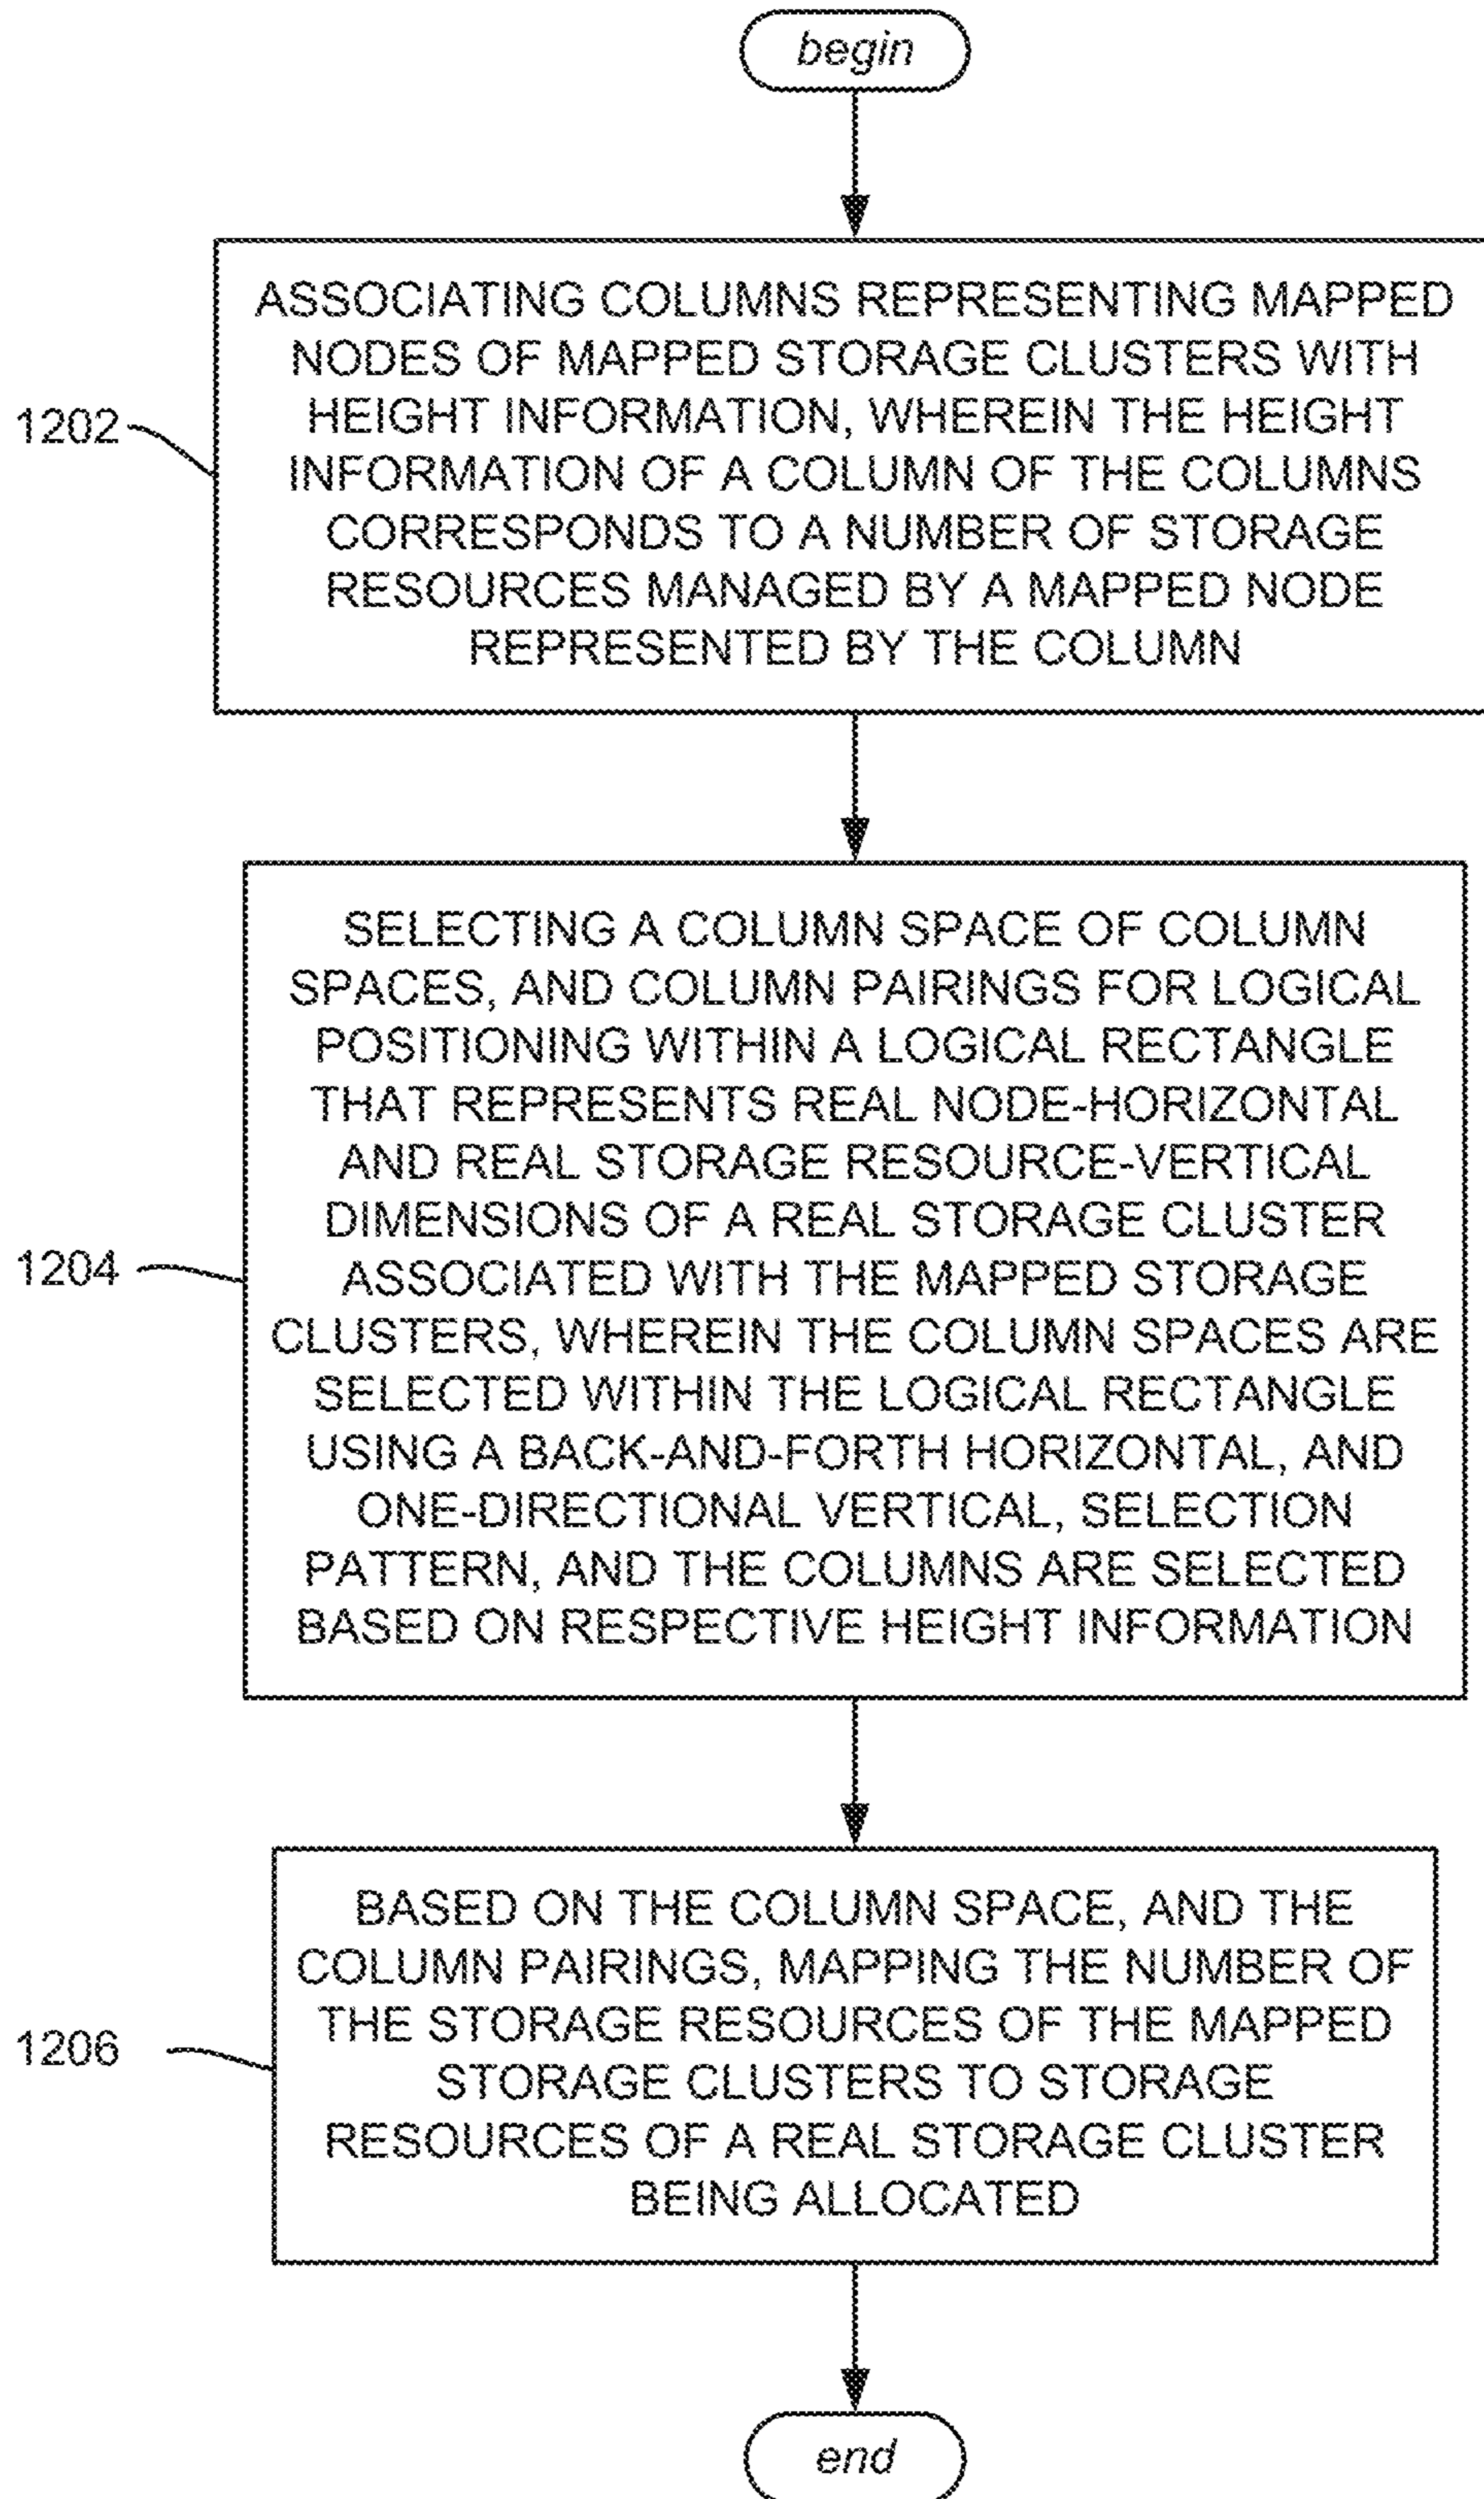 begin
ASSOCIATING COLUMNS REPRESENTING MAPPED
NODES OF MAPPED STORAGE CLUSTERS WITH
HEIGHT INFORMATION, WHEREIN THE HEIGHT
INFORMATION OF A COLUMN OF THE COLUMNS
CORRESPONDS TO A NUMBER OF STORAGE
RESOURCES MANAGED BY A MAPPED NODE
REPRESENTED BY THE COLUMN
1202
SELECTING A COLUMN SPACE OF COLUMN
SPACES, AND COLUMN PAIRINGS FOR LOGICAL
POSITIONING WITHIN A LOGICAL RECTANGLE
THAT REPRESENTS REAL NODE-HORIZONTAL
AND REAL STORAGE RESOURCE-VERTICAL
DIMENSIONS OF A REAL STORAGE CLUSTER
ASSOCIATED WITH THE MAPPED STORAGE
CLUSTERS, WHEREIN THE COLUMN SPACES ARE
SELECTED WITHIN THE LOGICAL RECTANGLE
USING A BACK-AND-FORTH HORIZONTAL, AND
ONE-DIRECTIONAL VERTICAL, SELECTION
PATTERN, AND THE COLUMNS ARE SELECTED
BASED ON RESPECTIVE HEIGHT INFORMATION
1204
BASED ON THE COLUMN SPACE, AND THE
COLUMN PAIRINGS, MAPPING THE NUMBER OF
THE STORAGE RESOURCES OF THE MAPPED
STORAGE CLUSTERS TO STORAGE
RESOURCES OF A REAL STORAGE CLUSTER
BEING ALLOCATED
1206
end